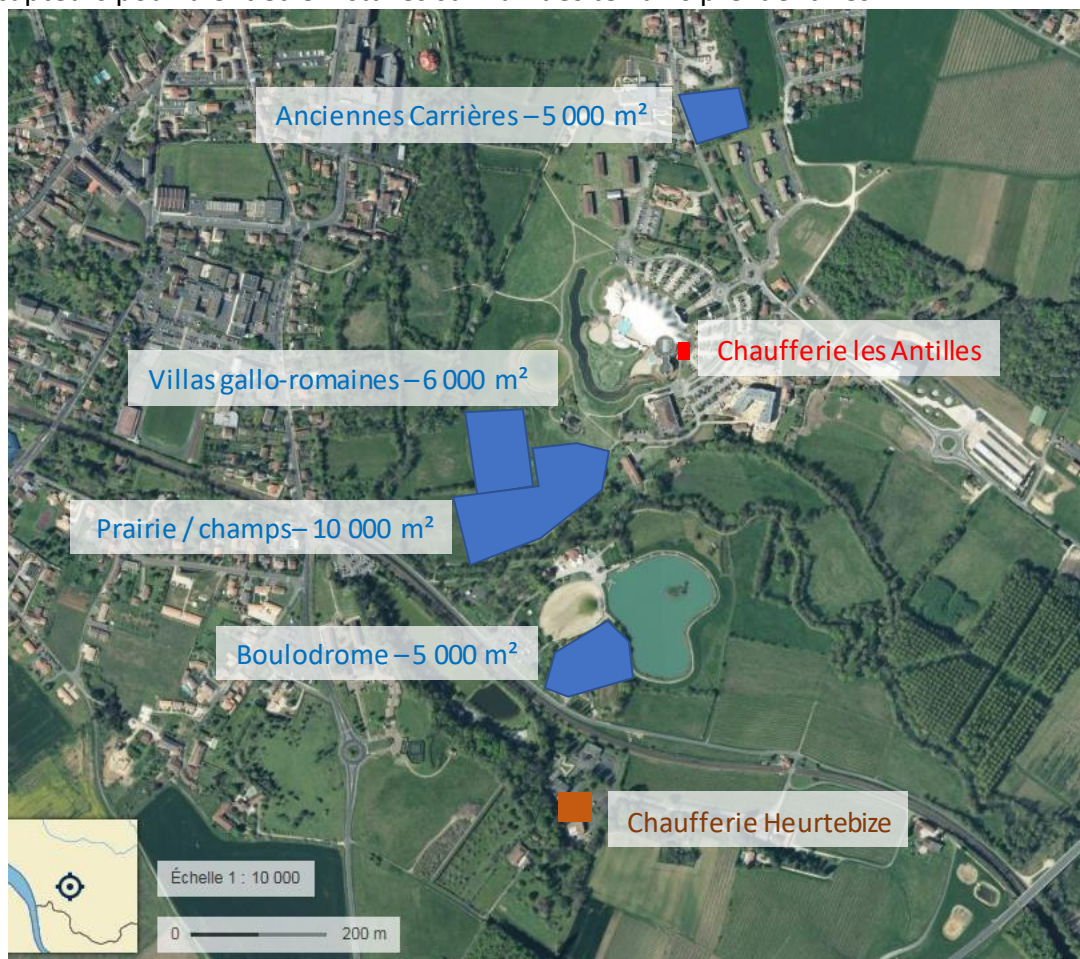 Anciennes Carrières – 5 000 m²
Chaufferie les Antilles
Villas gallo-romaines – 6 000 m²
Prairie / champs– 10 000 m²
Boulodrome – 5 000 m²
Chaufferie Heurtebize
Échelle 1 : 10 000
0 200 m